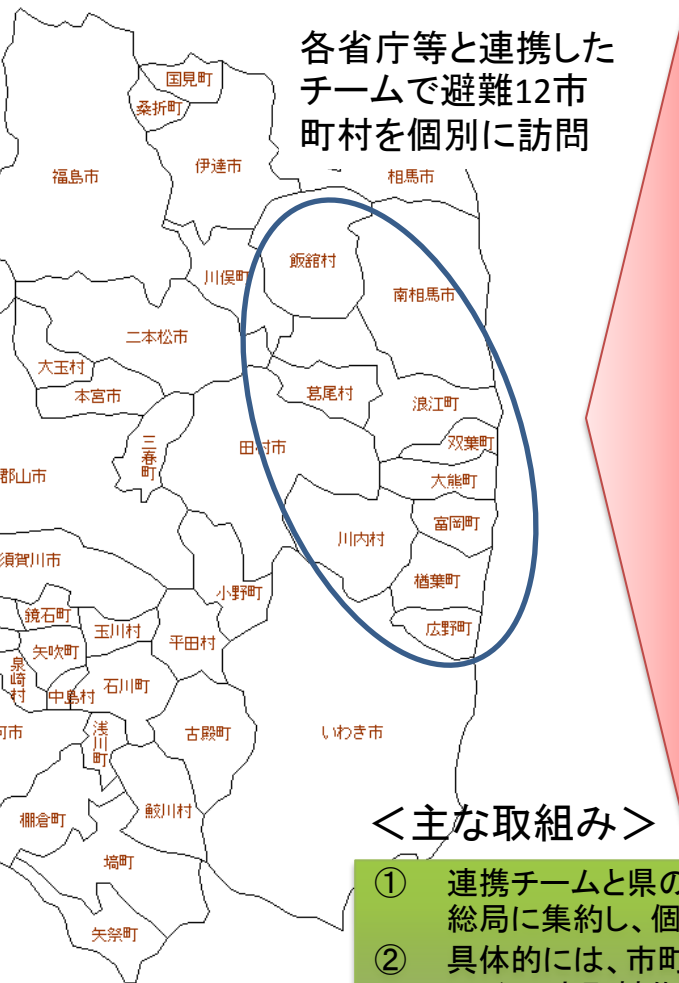 各省庁等と連携した
チームで避難12市
町村を個別に訪問
国見町
桑折町
伊達市
福島市
相馬市
川俣町
飯舘村
南相馬市
二本松市
大玉村
本宮市
葛尾村
浪江町
三春町
田村市
双葉町
郡山市
大熊町
富岡町
川内村
須賀川市
楢葉町
小野町
鏡石町
玉川村
平田村
広野町
矢吹町
泉崎村
中島村
石川町
河市
浅川町
古殿町
いわき市
棚倉町
鮫川村
塙町
矢祭町
＜主な取組み＞
① 連携チームと県の
総局に集約し、個
② 具体的には、市町